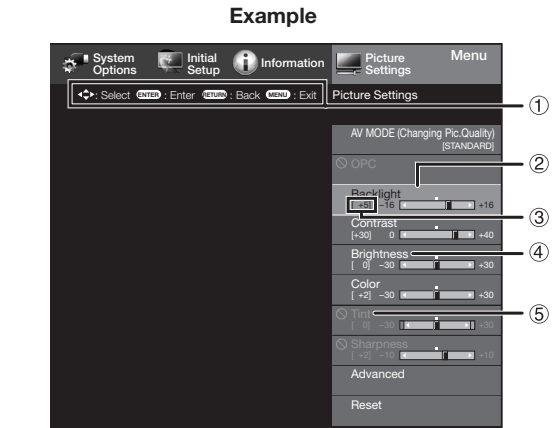 Example
System Options
Initial Setup
Information
Picture Settings
Menu
: Select ENTER : Enter RETURN : Back MENU : Exit
Picture Settings
①
AV MODE (Changing Pic.Quality)
[STANDARD]
OPC
②
Backlight
[ +5] −16 +16
③
Contrast
[+30] 0 +40
Brightness
④
[ 0] −30 +30
Color
[ +2] −30 +30
Tint
⑤
[ 0] −30 +30
Sharpness
[ +2] −10 +10
Advanced
Reset